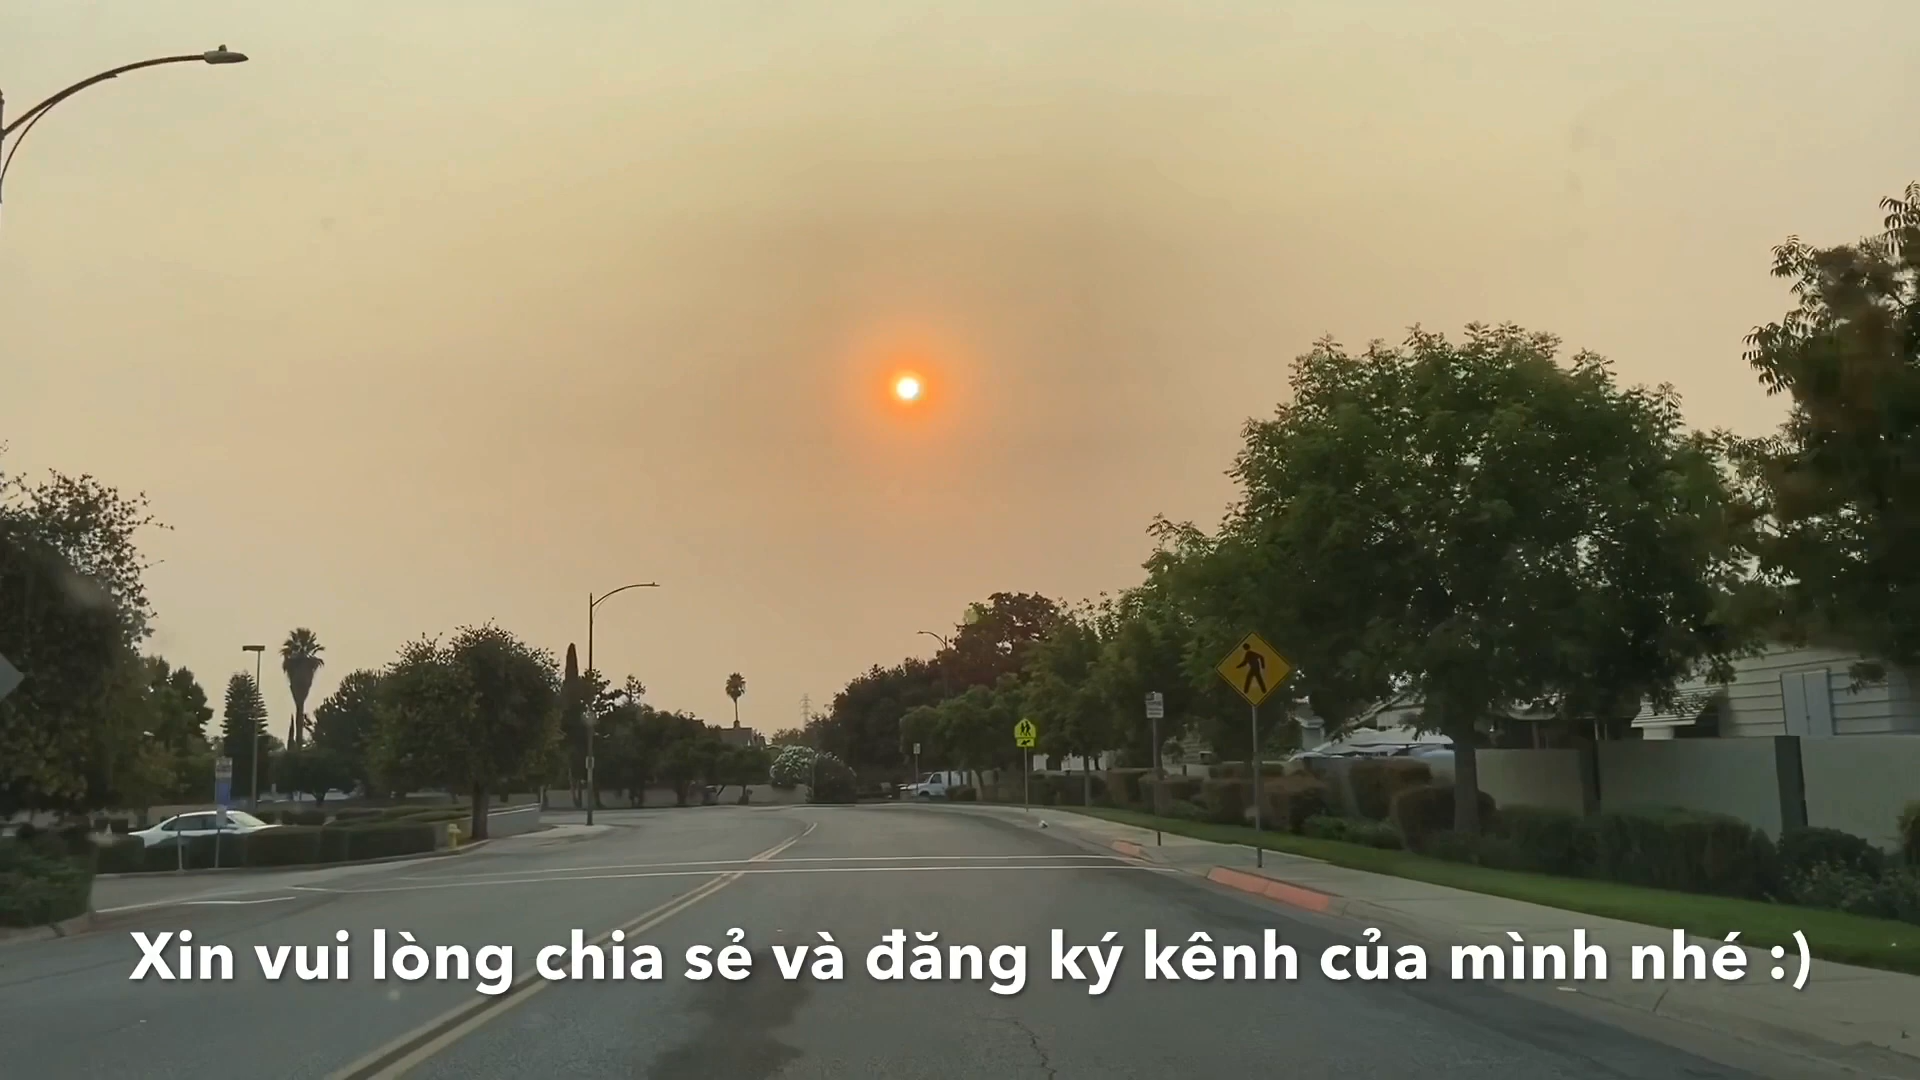 Xin vui lòng chia sẻ và đăng ký kênh của mình nhé :)